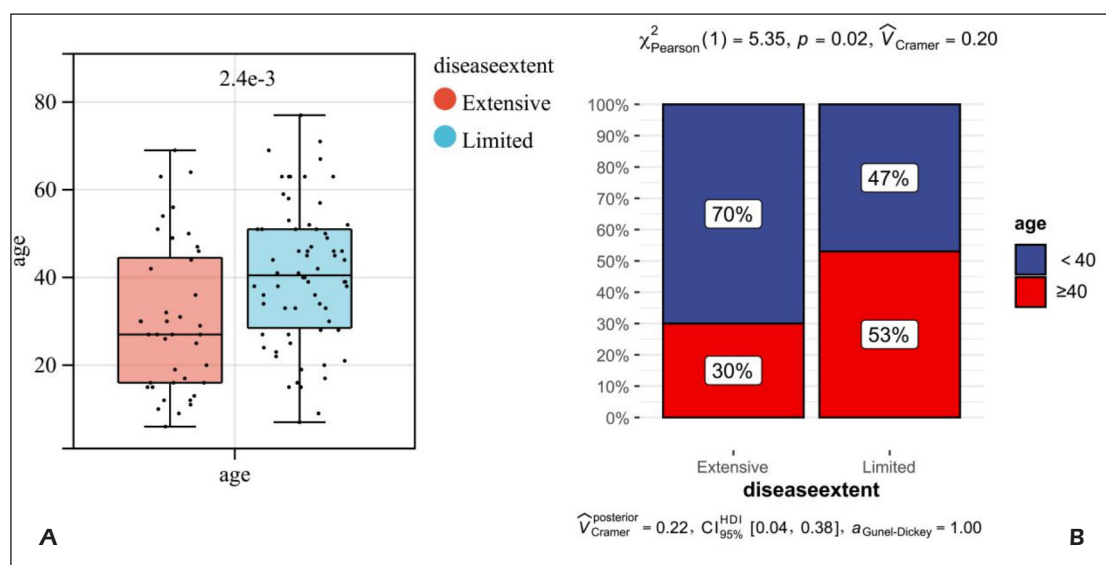 2.4e-3
diseaseextent
Extensive
Limited
80
60
40
20
age
age
A
χ²Pearson(1) = 5.35, p = 0.02, V̂Cramer = 0.20
100%
90%
80%
70%
60%
50%
40%
30%
20%
10%
0%
70%
30%
47%
53%
Extensive
Limited
diseaseextent
age
< 40
≥40
V̂posteriorCramer = 0.22, CIHDI95% [0.04, 0.38], aGunel-Dickey = 1.00
B